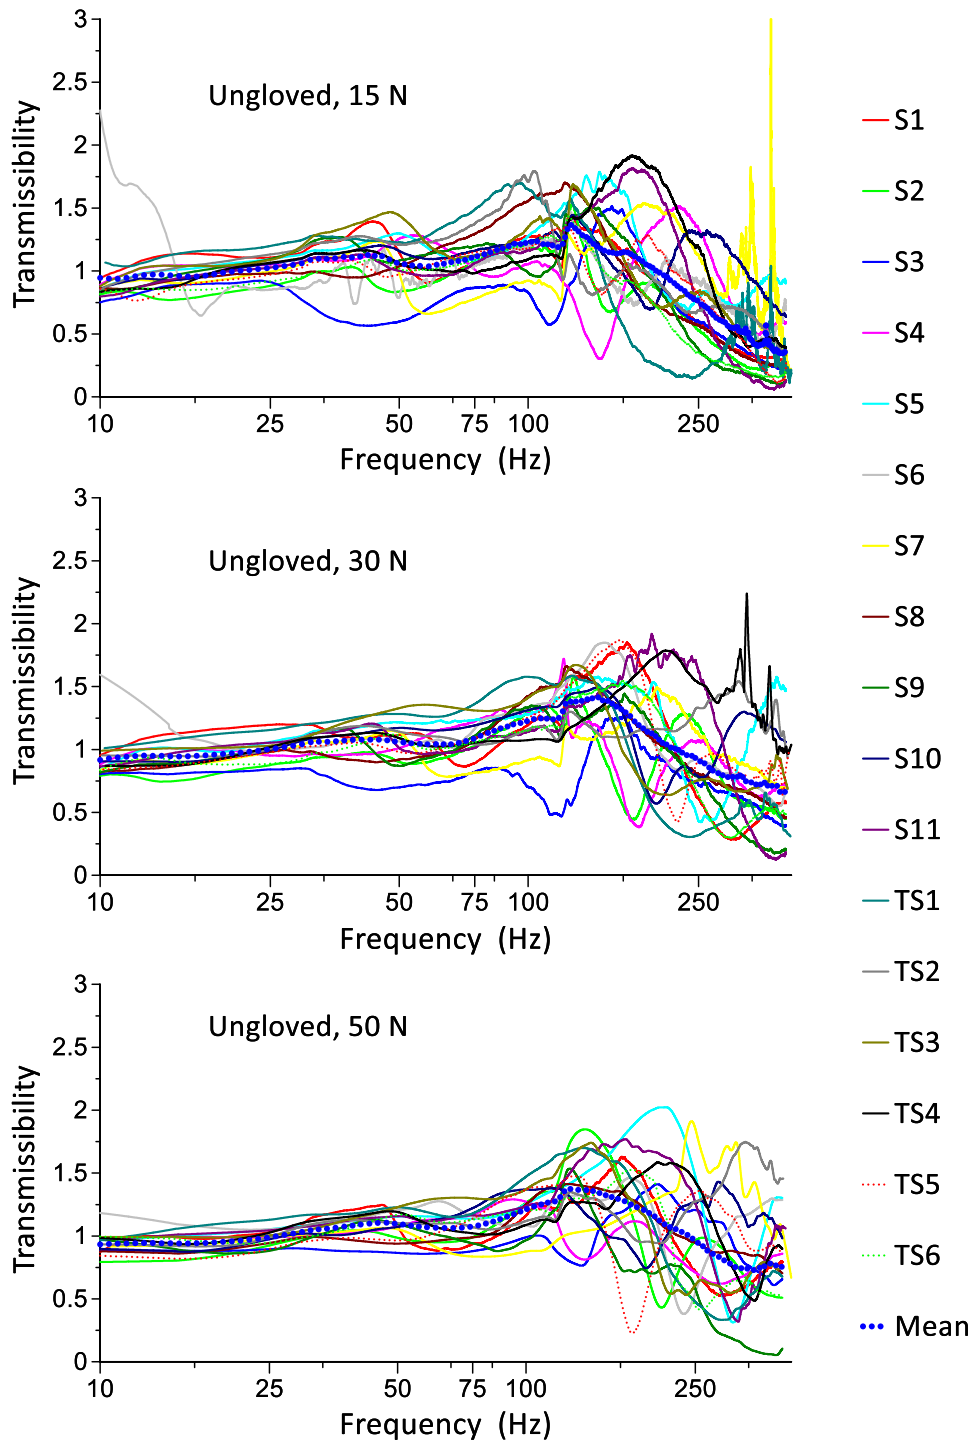 3
2.5
2
1.5
1
0.5
0
Transmissibility
Ungloved, 15 N
10 25 50 75 100 250
Frequency (Hz)
3
2.5
2
1.5
1
0.5
0
Transmissibility
Ungloved, 30 N
10 25 50 75 100 250
Frequency (Hz)
3
2.5
2
1.5
1
0.5
0
Transmissibility
Ungloved, 50 N
10 25 50 75 100 250
Frequency (Hz)
S1
S2
S3
S4
S5
S6
S7
S8
S9
S10
S11
TS1
TS2
TS3
TS4
TS5
TS6
Mean